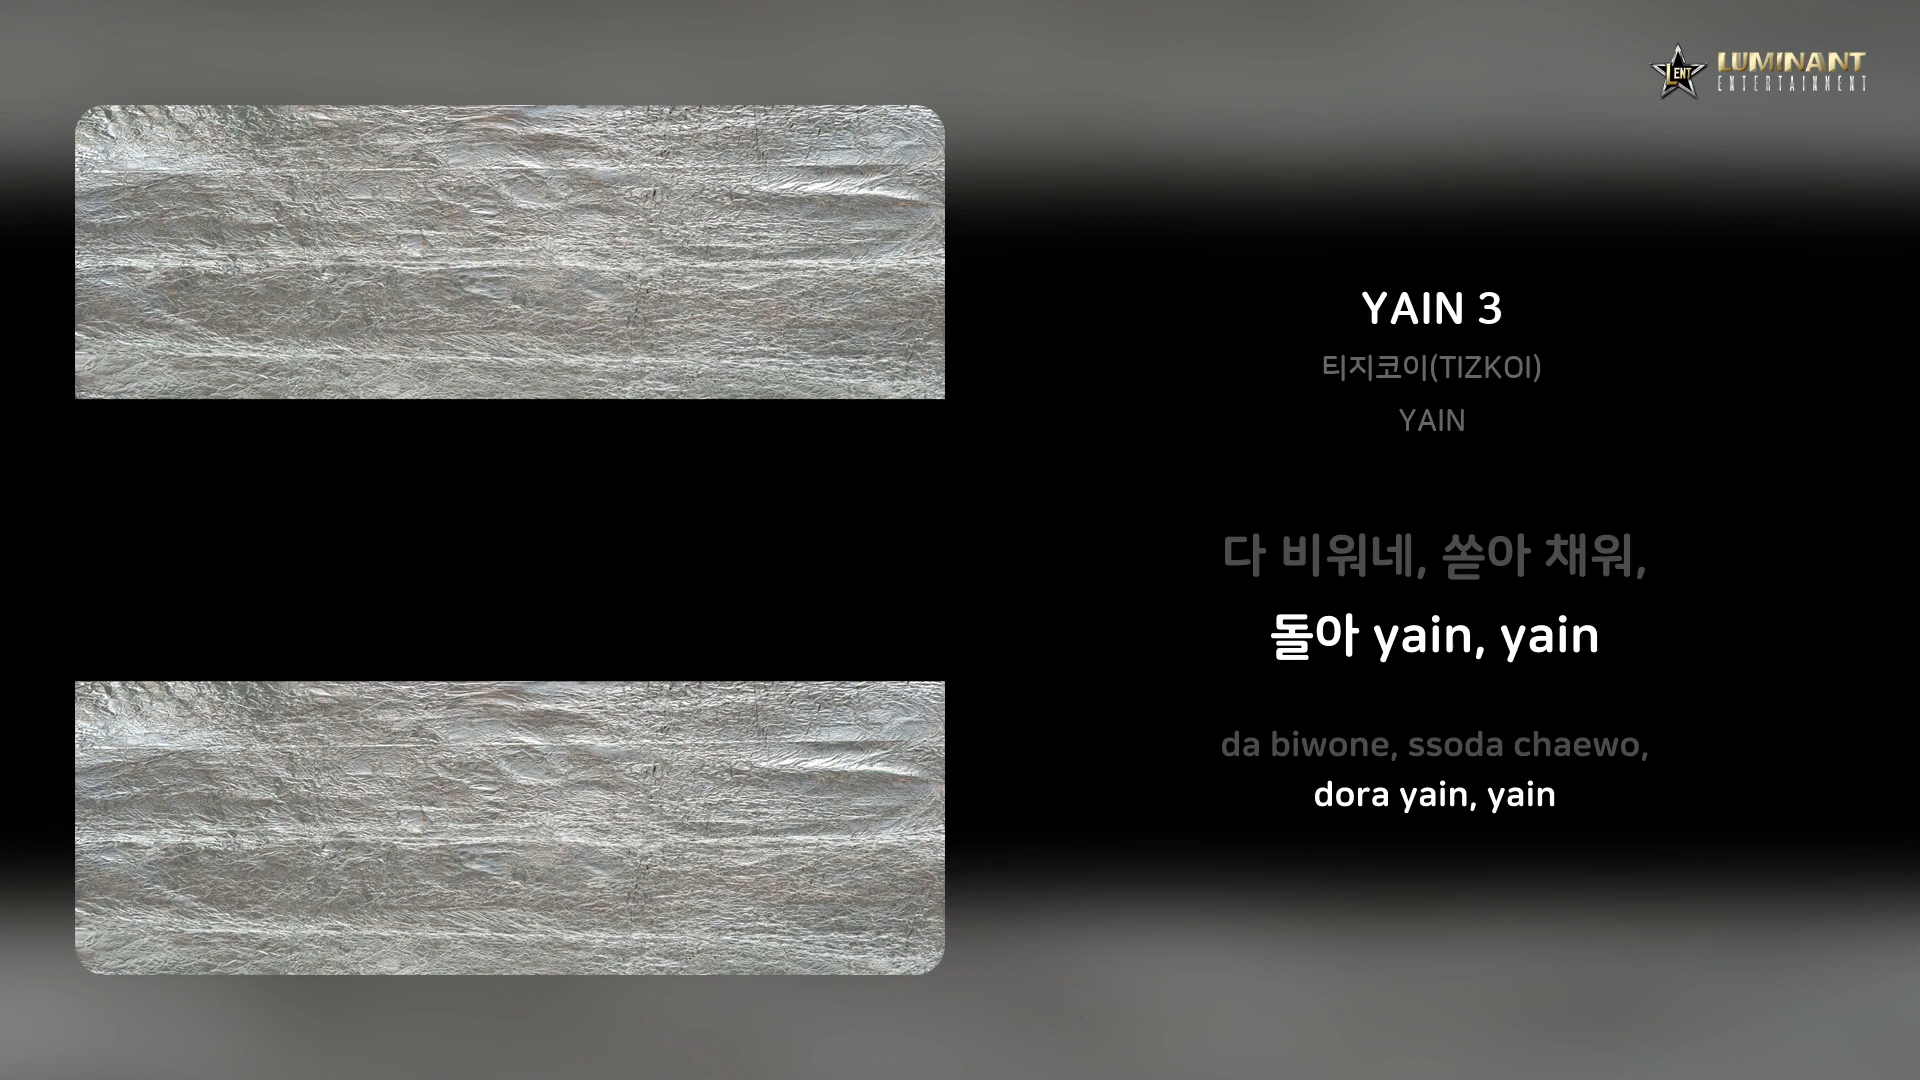 LENT
LUMINANT
ENTERTAINMENT
YAIN 3
티지코이(TIZKOI)
YAIN
다 비워네, 쏟아 채워,
돌아 yain, yain
da biwone, ssoda chaewo,
dora yain, yain